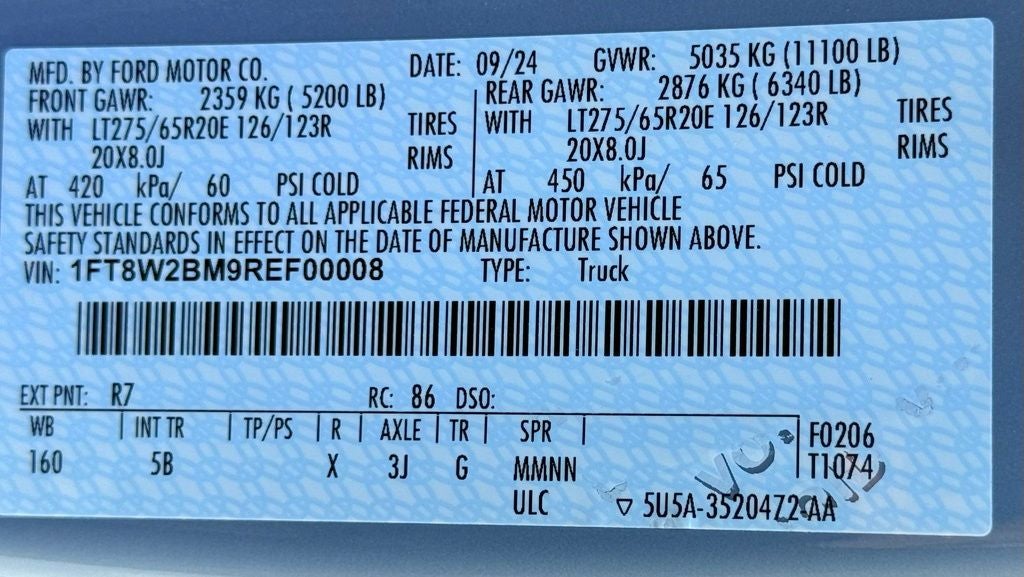 MFD. BY FORD MOTOR CO. DATE: 09/24 GVWR: 5035 KG (11100 LB)
FRONT GAWR: 2359 KG ( 5200 LB) REAR GAWR: 2876 KG ( 6340 LB)
WITH LT275/65R20E 126/123R TIRES WITH LT275/65R20E 126/123R TIRES
20X8.0J RIMS 20X8.0J RIMS
AT 420 kPa/ 60 PSI COLD AT 450 kPa/ 65 PSI COLD
THIS VEHICLE CONFORMS TO ALL APPLICABLE FEDERAL MOTOR VEHICLE
SAFETY STANDARDS IN EFFECT ON THE DATE OF MANUFACTURE SHOWN ABOVE.
VIN: 1FT8W2BM9REF00008 TYPE: Truck
EXT PNT: R7 RC: 86 DSO:
WB INT TR TP/PS R AXLE TR SPR F0206
160 5B X 3J G MMNN T1074
ULC ▽ 5U5A-3520472-AA